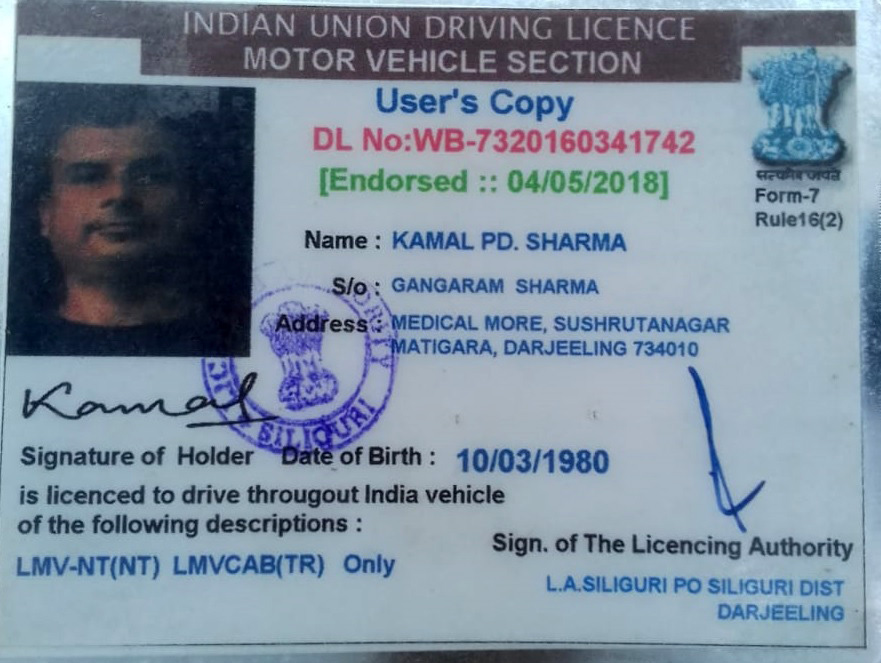 INDIAN UNION DRIVING LICENCE
MOTOR VEHICLE SECTION
User's Copy
DL No:WB-7320160341742
[Endorsed :: 04/05/2018]
सत्यमेव जयते
Form-7
Rule16(2)
Name : KAMAL PD. SHARMA
S/o : GANGARAM SHARMA
Address : MEDICAL MORE, SUSHRUTANAGAR
MATIGARA, DARJEELING 734010
Kamal
SILIGURI
Signature of Holder Date of Birth : 10/03/1980
is licenced to drive througout India vehicle
of the following descriptions :
LMV-NT(NT) LMVCAB(TR) Only
Sign. of The Licencing Authority
L.A.SILIGURI PO SILIGURI DIST
DARJEELING